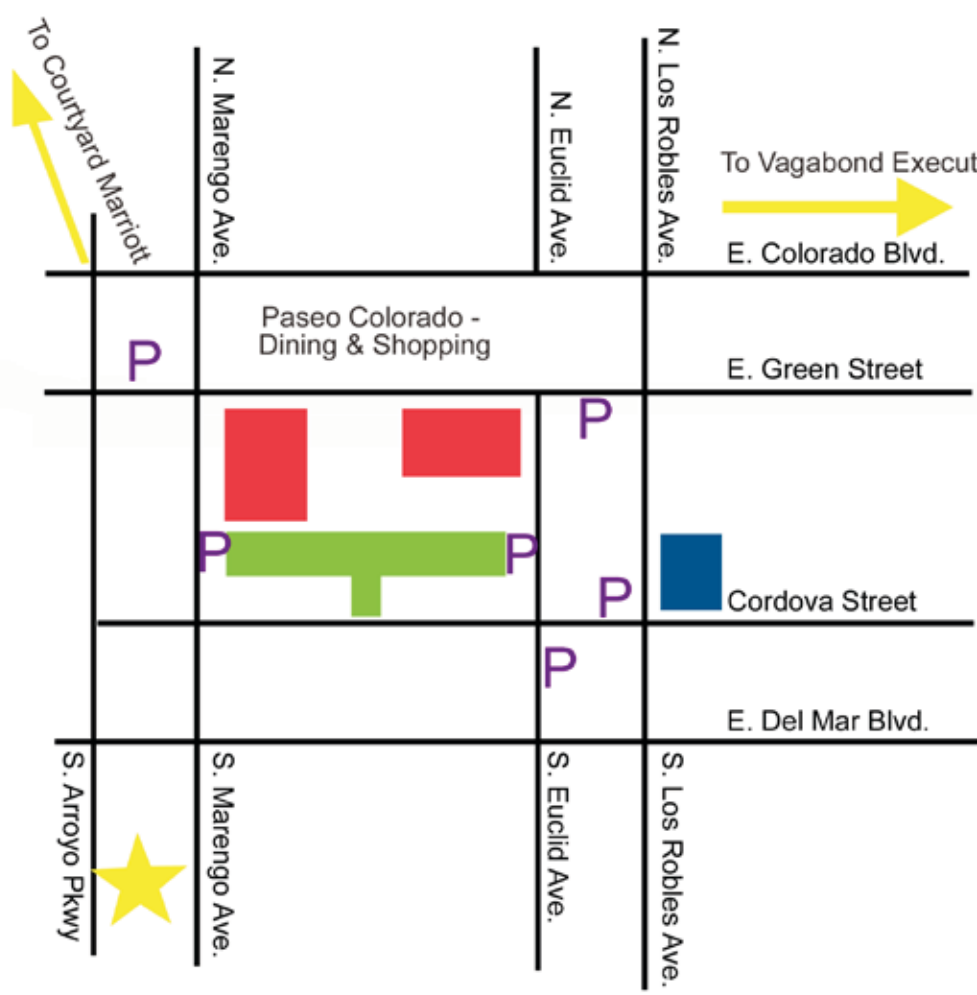 To Courtyard Marriott
N. Marengo Ave.
N. Euclid Ave.
N. Los Robles Ave.
To Vagabond Execut
E. Colorado Blvd.
Paseo Colorado -
Dining & Shopping
P
E. Green Street
P
P
P
P
Cordova Street
P
E. Del Mar Blvd.
S. Arroyo Pkwy
S. Marengo Ave.
S. Euclid Ave.
S. Los Robles Ave.